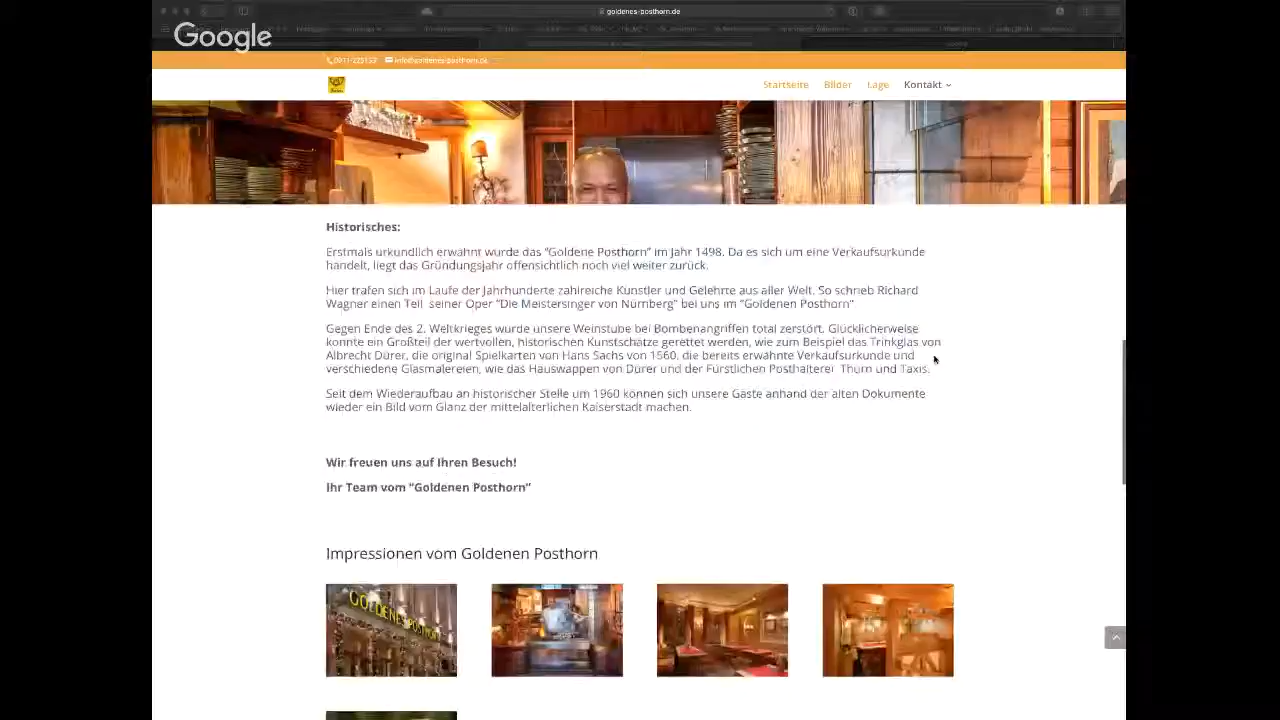 goldenes-posthorn.de
Google
info@goldenes-posthorn.de
Startseite Bilder Lage Kontakt
Historisches:
Erstmals urkundlich erwähnt wurde das "Goldene Posthorn" im Jahr 1498. Da es sich um eine Verkaufsurkunde
handelt, liegt das Gründungsjahr offensichtlich noch viel weiter zurück.
Hier trafen sich im Laufe der Jahrhunderte zahlreiche Künstler und Gelehrte aus aller Welt. So schrieb Richard
Wagner einen Teil seiner Oper "Die Meistersinger von Nürnberg" bei uns im "Goldenen Posthorn"
Gegen Ende des 2. Weltkrieges wurde unsere Weinstube bei Bombenangriffen total zerstört. Glücklicherweise
konnte ein Großteil der wertvollen, historischen Kunstschätze gerettet werden, wie zum Beispiel das Trinkglas von
Albrecht Dürer, die original Spielkarten von Hans Sachs von 1560, die bereits erwähnte Verkaufsurkunde und
verschiedene Glasmalereien, wie das Hauswappen von Dürer und der Fürstlichen Posthalterei Thurn und Taxis.
Seit dem Wiederaufbau an historischer Stelle um 1960 können sich unsere Gäste anhand der alten Dokumente
wieder ein Bild vom Glanz der mittelalterlichen Kaiserstadt machen.
Wir freuen uns auf Ihren Besuch!
Ihr Team vom "Goldenen Posthorn"
Impressionen vom Goldenen Posthorn
GOLDENES POSTHORN